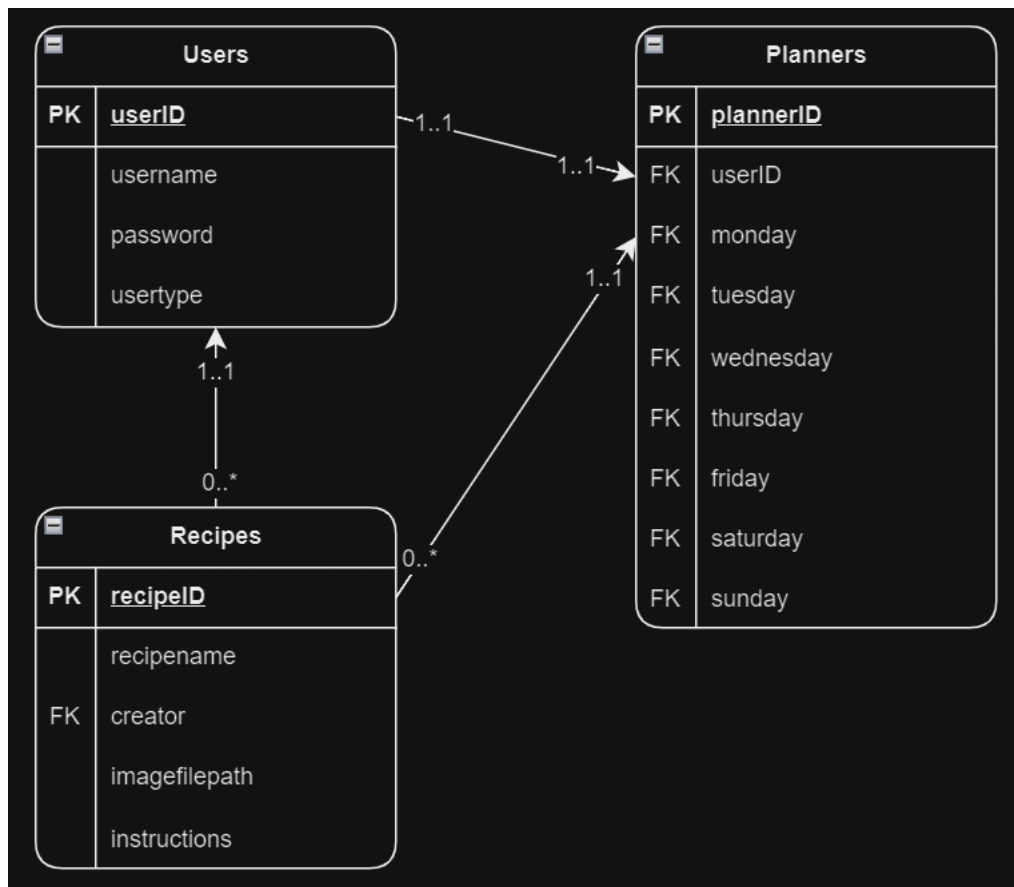 Users
PK userID
username
password
usertype
1..1
1..1
Planners
PK plannerID
FK userID
FK monday
FK tuesday
FK wednesday
FK thursday
FK friday
FK saturday
FK sunday
1..1
1..1
0..*
0..*
Recipes
PK recipeID
recipename
FK creator
imagefilepath
instructions